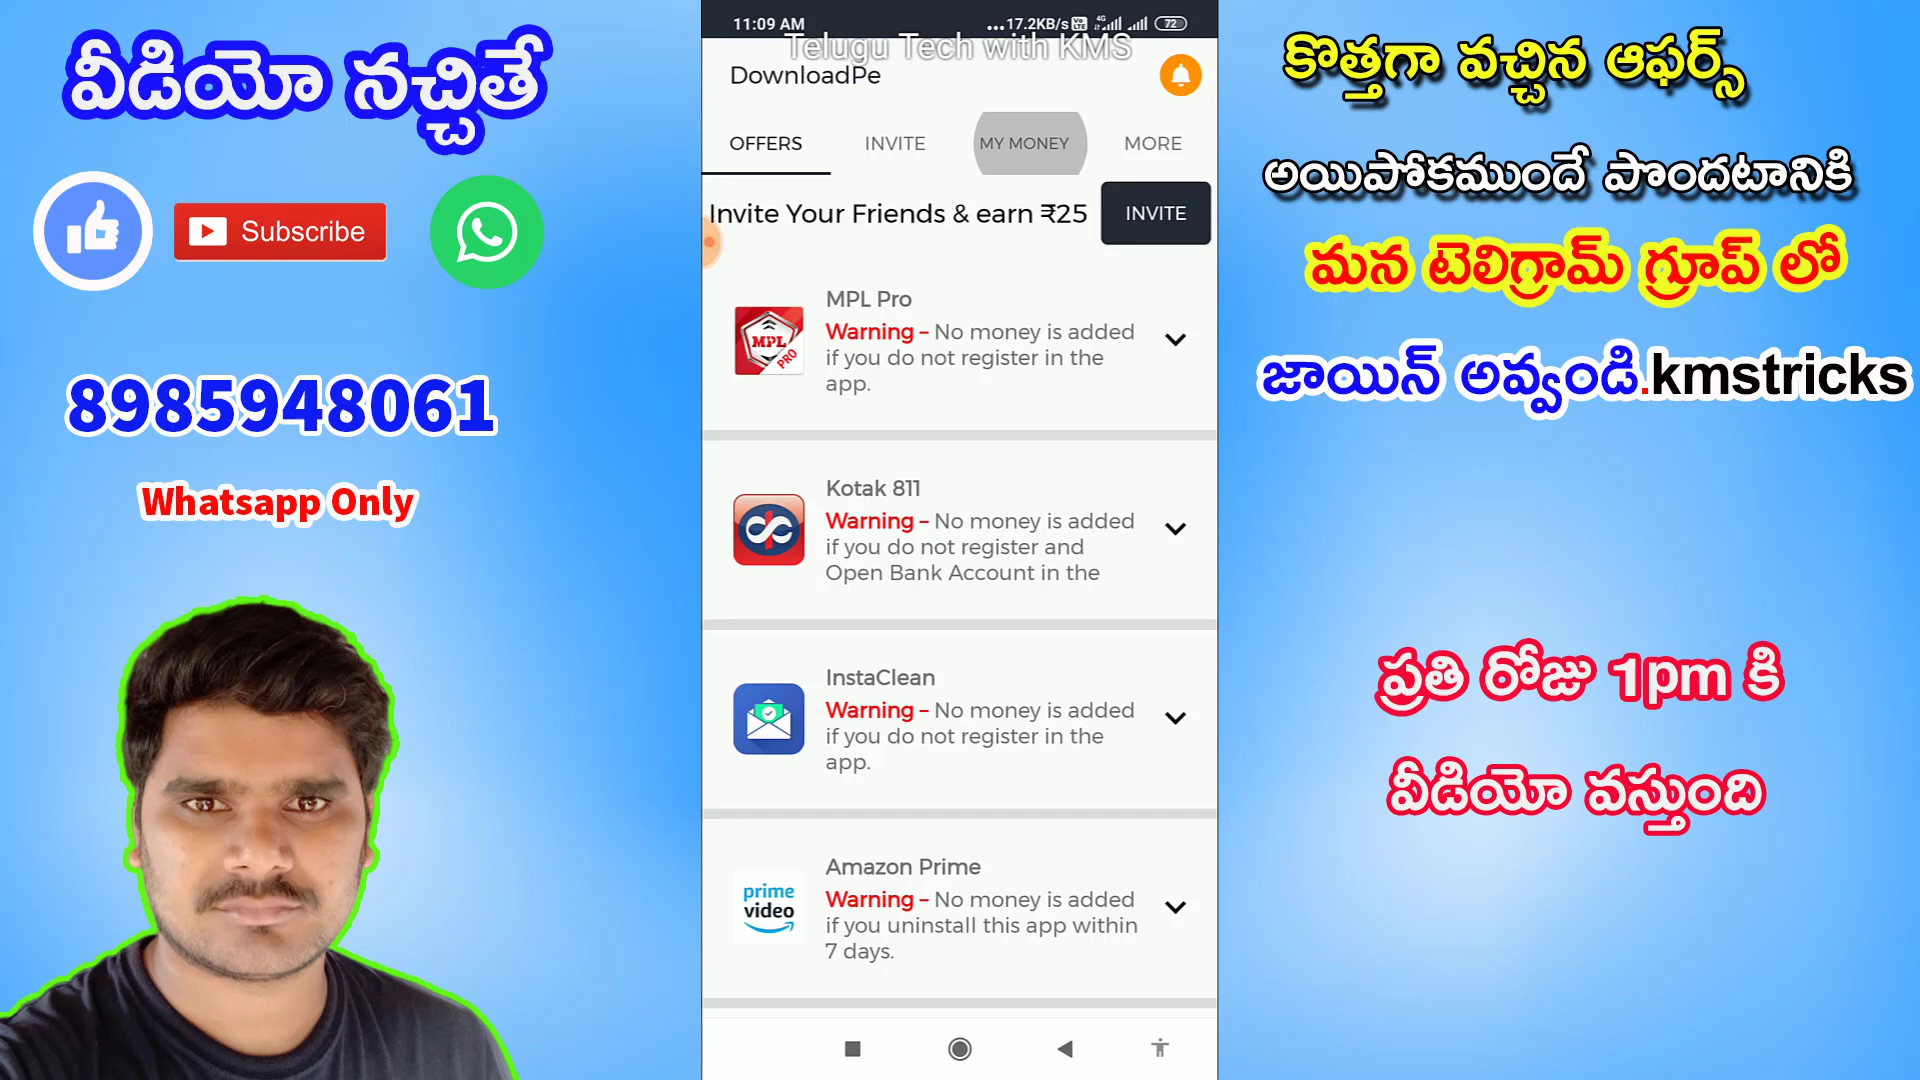 వీడియో నచ్చితే
Subscribe
8985948061
Whatsapp Only
11:09 AM
...17.2KB/s Vo LTE 4G 72
Telugu Tech with KMS
DownloadPe
OFFERS INVITE MY MONEY MORE
Invite Your Friends & earn ₹25 INVITE
MPL Pro
MPL PRO
Warning – No money is added
if you do not register in the
app.
Kotak 811
Warning – No money is added
if you do not register and
Open Bank Account in the
InstaClean
Warning – No money is added
if you do not register in the
app.
Amazon Prime
prime video
Warning – No money is added
if you uninstall this app within
7 days.
కొత్తగా వచ్చిన ఆఫర్స్
అయిపోకముందే పొందటానికి
మన టెలిగ్రామ్ గ్రూప్ లో
జాయిన్ అవ్వండి.kmstricks
ప్రతి రోజు 1pm కి
వీడియో వస్తుంది